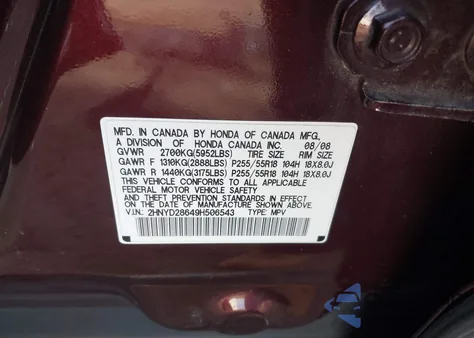 MFD. IN CANADA BY HONDA OF CANADA MFG.,
A DIVISION OF HONDA CANADA INC. 08/08
GVWR 2700KG(5952LBS) TIRE SIZE RIM SIZE
GAWR F 1310KG(2888LBS) P255/55R18 104H 18X8.0J
GAWR R 1440KG(3175LBS) P255/55R18 104H 18X8.0J
THIS VEHICLE CONFORMS TO ALL APPLICABLE
FEDERAL MOTOR VEHICLE SAFETY
AND THEFT PREVENTION STANDARDS IN EFFECT ON
THE DATE OF MANUFACTURE SHOWN ABOVE.
V.I.N.: 2HNYD28649H506543 TYPE: MPV